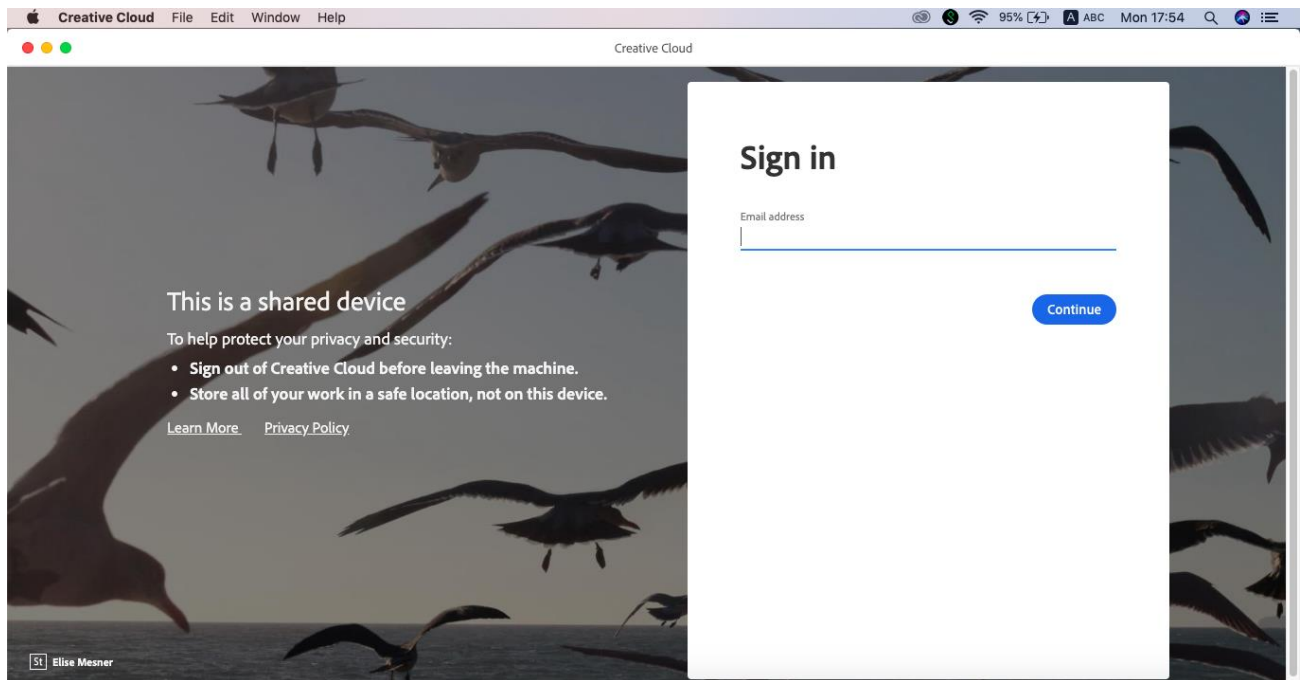 Creative Cloud File Edit Window Help 95% A ABC Mon 17:54
Creative Cloud
This is a shared device
To help protect your privacy and security:
• Sign out of Creative Cloud before leaving the machine.
• Store all of your work in a safe location, not on this device.
Learn More Privacy Policy
St Elise Mesner
Sign in
Email address
Continue